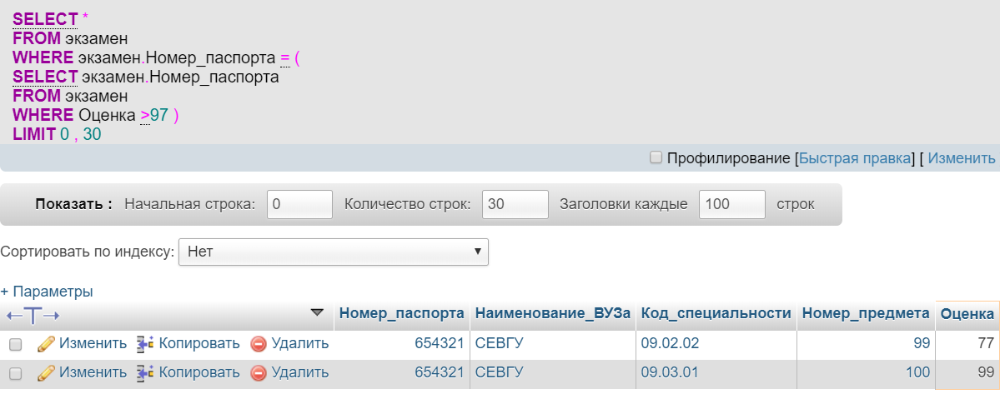 SELECT *
FROM экзамен
WHERE экзамен.Номер_паспорта = (
SELECT экзамен.Номер_паспорта
FROM экзамен
WHERE Оценка >97 )
LIMIT 0 , 30
Профилирование [Быстрая правка] [ Изменить
Показать : Начальная строка: 0 Количество строк: 30 Заголовки каждые 100 строк
Сортировать по индексу: Нет
+ Параметры
←T→ Номер_паспорта Наименование_ВУЗа Код_специальности Номер_предмета Оценка
Изменить Копировать Удалить 654321 СЕВГУ 09.02.02 99 77
Изменить Копировать Удалить 654321 СЕВГУ 09.03.01 100 99